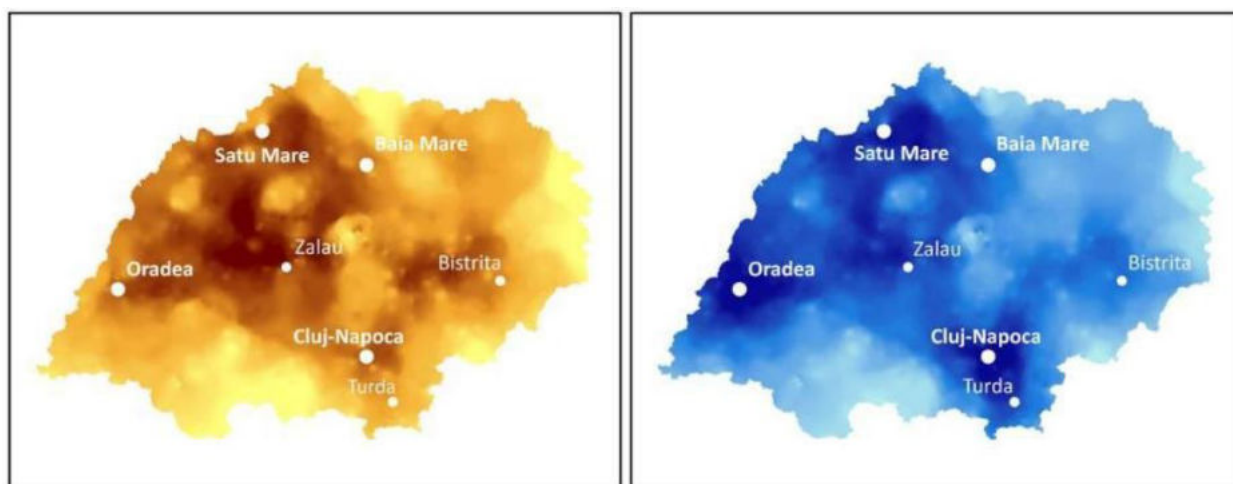 Satu Mare
Baia Mare
Zalau
Oradea
Bistrita
Cluj-Napoca
Turda
Satu Mare
Baia Mare
Zalau
Oradea
Bistrita
Cluj-Napoca
Turda